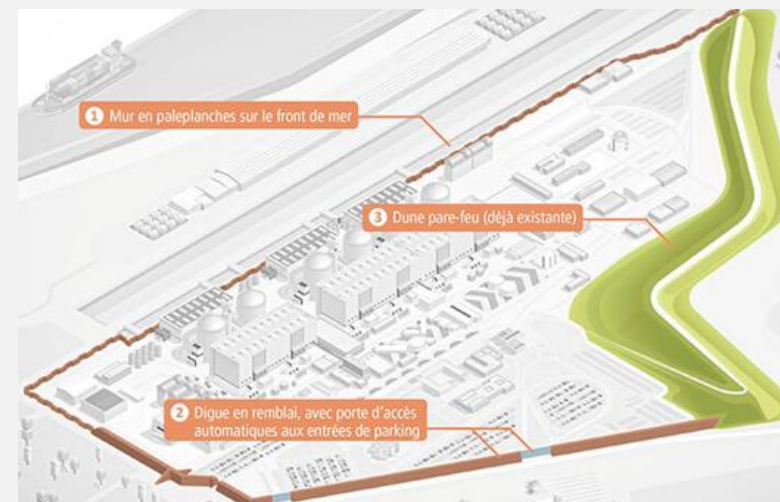 1 Mur en paleplanches sur le front de mer
3 Dune pare-feu (déjà existante)
2 Digue en remblai, avec porte d'accès
automatiques aux entrées de parking